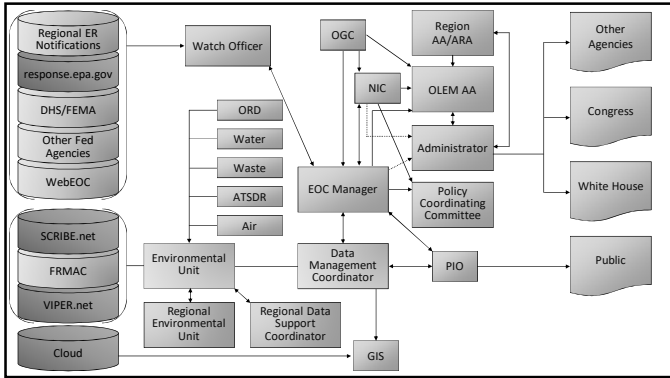 Regional ER
Notifications
response.epa.gov
DHS/FEMA
Other Fed
Agencies
WebEOC
SCRIBE.net
FRMAC
VIPER.net
Cloud
Watch Officer
ORD
Water
Waste
ATSDR
Air
Environmental
Unit
Regional
Environmental
Unit
Regional Data
Support
Coordinator
OGC
NIC
EOC Manager
Data
Management
Coordinator
GIS
Region
AA/ARA
OLEM AA
Administrator
Policy
Coordinating
Committee
PIO
Other
Agencies
Congress
White House
Public